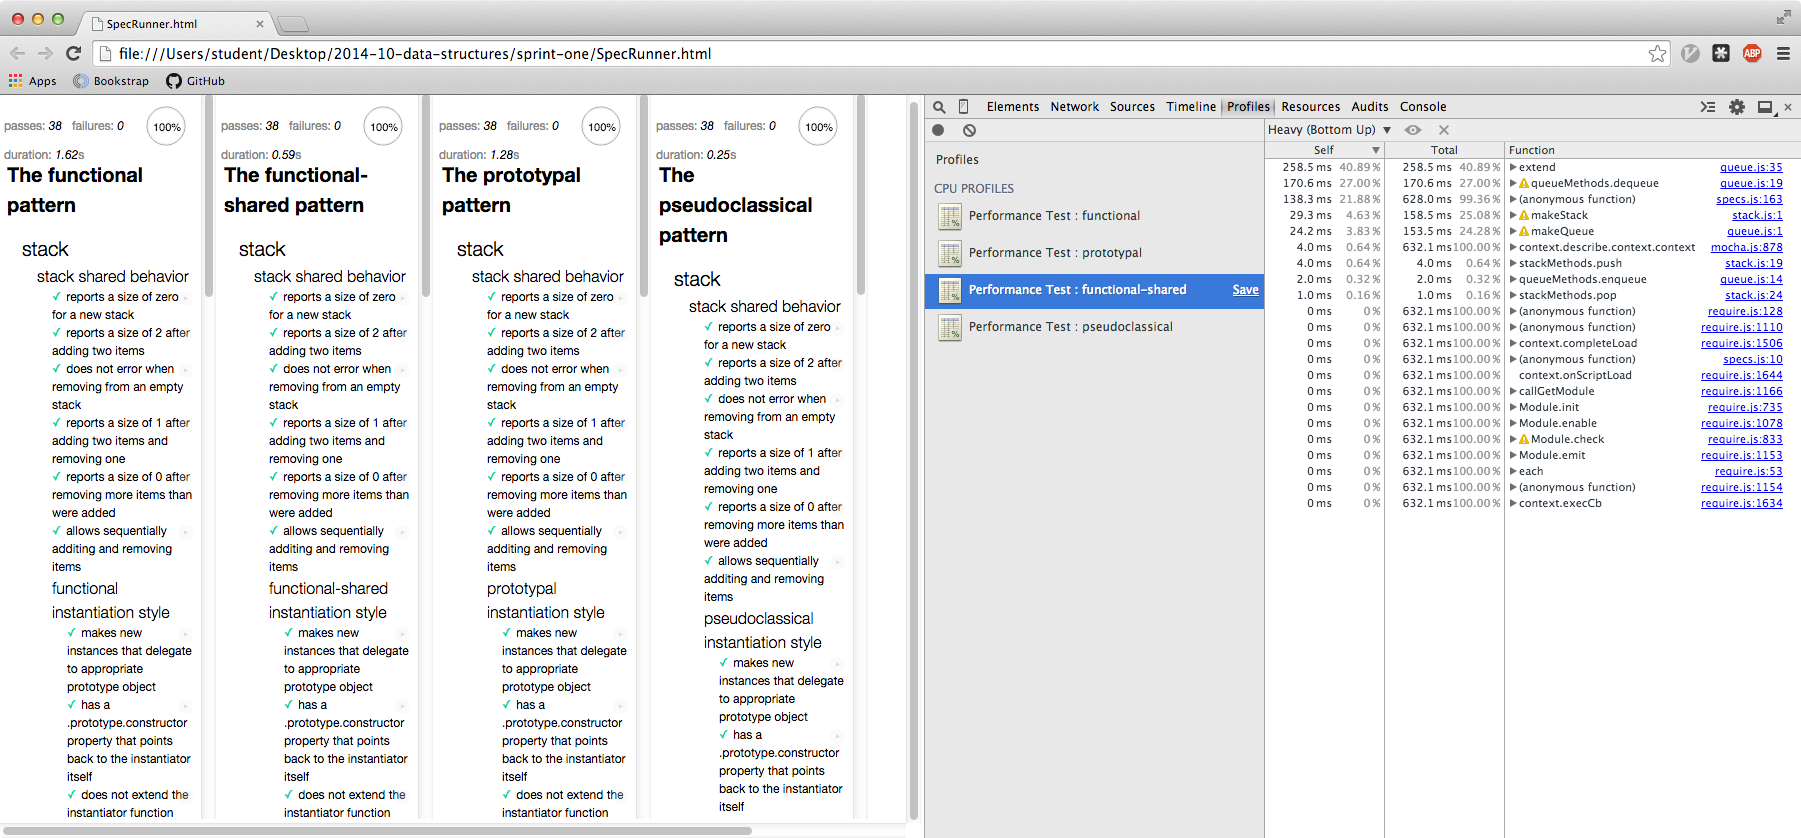 SpecRunner.html
file:///Users/student/Desktop/2014-10-data-structures/sprint-one/SpecRunner.html
ABP
Apps Bookstrap GitHub
passes: 38 failures: 0 100%
duration: 1.62s
The functional
pattern
stack
stack shared behavior
✓ reports a size of zero
for a new stack
✓ reports a size of 2 after
adding two items
✓ does not error when
removing from an empty
stack
✓ reports a size of 1 after
adding two items and
removing one
✓ reports a size of 0 after
removing more items than
were added
✓ allows sequentially
additing and removing
items
functional
instantiation style
✓ makes new
instances that delegate
to appropriate
prototype object
✓ has a
.prototype.constructor
property that points
back to the instantiator
itself
✓ does not extend the
instantiator function
passes: 38 failures: 0 100%
duration: 0.59s
The functional-
shared pattern
stack
stack shared behavior
✓ reports a size of zero
for a new stack
✓ reports a size of 2 after
adding two items
✓ does not error when
removing from an empty
stack
✓ reports a size of 1 after
adding two items and
removing one
✓ reports a size of 0 after
removing more items than
were added
✓ allows sequentially
additing and removing
items
functional-shared
instantiation style
✓ makes new
instances that delegate
to appropriate
prototype object
✓ has a
.prototype.constructor
property that points
back to the instantiator
itself
✓ does not extend the
instantiator function
passes: 38 failures: 0 100%
duration: 1.28s
The prototypal
pattern
stack
stack shared behavior
✓ reports a size of zero
for a new stack
✓ reports a size of 2 after
adding two items
✓ does not error when
removing from an empty
stack
✓ reports a size of 1 after
adding two items and
removing one
✓ reports a size of 0 after
removing more items than
were added
✓ allows sequentially
additing and removing
items
prototypal
instantiation style
✓ makes new
instances that delegate
to appropriate
prototype object
✓ has a
.prototype.constructor
property that points
back to the instantiator
itself
✓ does not extend the
instantiator function
passes: 38 failures: 0 100%
duration: 0.25s
The
pseudoclassical
pattern
stack
stack shared behavior
✓ reports a size of zero
for a new stack
✓ reports a size of 2 after
adding two items
✓ does not error when
removing from an empty
stack
✓ reports a size of 1 after
adding two items and
removing one
✓ reports a size of 0 after
removing more items than
were added
✓ allows sequentially
additing and removing
items
pseudoclassical
instantiation style
✓ makes new
instances that delegate
to appropriate
prototype object
✓ has a
.prototype.constructor
property that points
back to the instantiator
itself
Elements Network Sources Timeline Profiles Resources Audits Console
Profiles
CPU PROFILES
Performance Test : functional
Performance Test : prototypal
Performance Test : functional-shared Save
Performance Test : pseudoclassical
Heavy (Bottom Up)
Self Total Function
258.5 ms 40.89 % 258.5 ms 40.89 % extend queue.js:35
170.6 ms 27.00 % 170.6 ms 27.00 % queueMethods.dequeue queue.js:19
138.3 ms 21.88 % 628.0 ms 99.36 % (anonymous function) specs.js:163
29.3 ms 4.63 % 158.5 ms 25.08 % makeStack stack.js:1
24.2 ms 3.83 % 153.5 ms 24.28 % makeQueue queue.js:1
4.0 ms 0.64 % 632.1 ms 100.00 % context.describe.context.context mocha.js:878
4.0 ms 0.64 % 4.0 ms 0.64 % stackMethods.push stack.js:19
2.0 ms 0.32 % 2.0 ms 0.32 % queueMethods.enqueue queue.js:14
1.0 ms 0.16 % 1.0 ms 0.16 % stackMethods.pop stack.js:24
0 ms 0 % 632.1 ms 100.00 % (anonymous function) require.js:128
0 ms 0 % 632.1 ms 100.00 % (anonymous function) require.js:1110
0 ms 0 % 632.1 ms 100.00 % context.completeLoad require.js:1506
0 ms 0 % 632.1 ms 100.00 % (anonymous function) specs.js:10
0 ms 0 % 632.1 ms 100.00 % context.onScriptLoad require.js:1644
0 ms 0 % 632.1 ms 100.00 % callGetModule require.js:1166
0 ms 0 % 632.1 ms 100.00 % Module.init require.js:735
0 ms 0 % 632.1 ms 100.00 % Module.enable require.js:1078
0 ms 0 % 632.1 ms 100.00 % Module.check require.js:833
0 ms 0 % 632.1 ms 100.00 % Module.emit require.js:1153
0 ms 0 % 632.1 ms 100.00 % each require.js:53
0 ms 0 % 632.1 ms 100.00 % (anonymous function) require.js:1154
0 ms 0 % 632.1 ms 100.00 % context.execCb require.js:1634